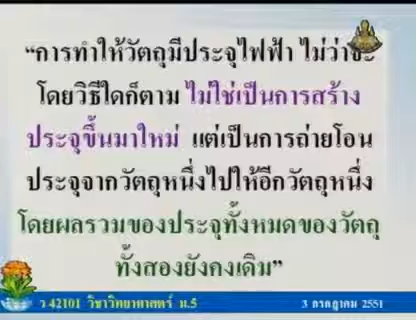 “การทำให้วัตถุมีประจุไฟฟ้า ไม่ว่าจะ
โดยวิธีใดก็ตาม ไม่ใช่เป็นการสร้าง
ประจุขึ้นมาใหม่ แต่เป็นการถ่ายโอน
ประจุจากวัตถุหนึ่งไปให้อีกวัตถุหนึ่ง
โดยผลรวมของประจุทั้งหมดของวัตถุ
ทั้งสองยังคงเดิม”
ว 42101 วิชาวิทยาศาสตร์ ม.5
3 กรกฎาคม 2551